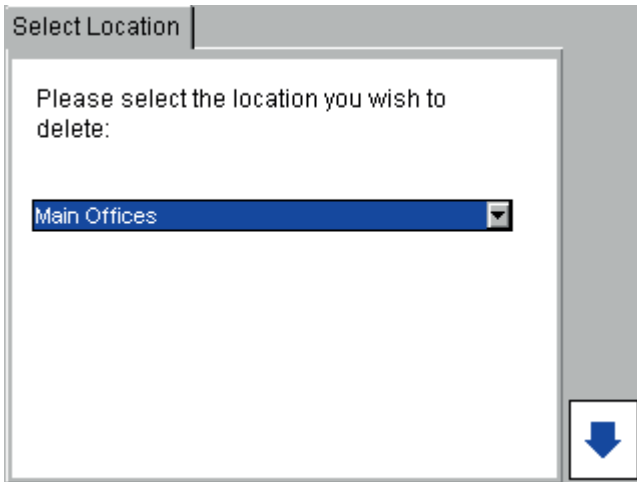 Select Location
Please select the location you wish to
delete:
Main Offices